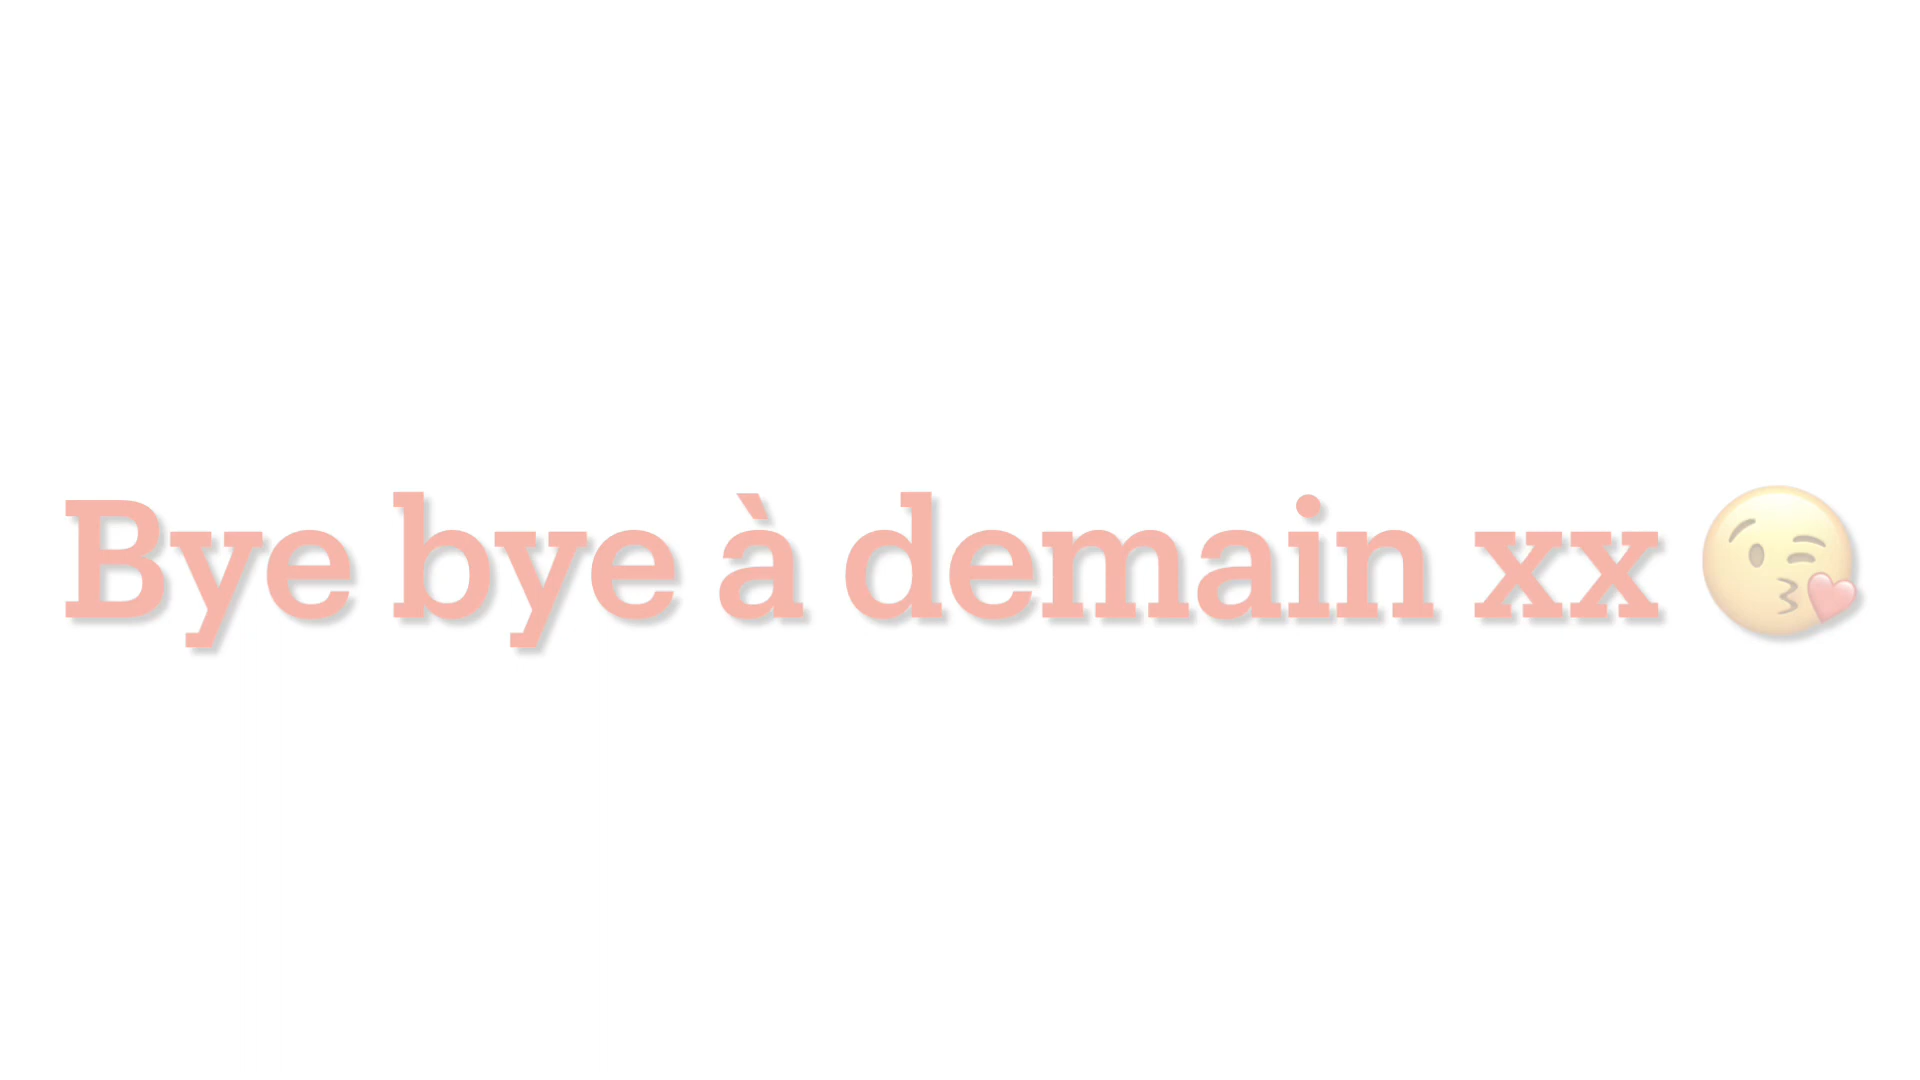 Bye bye à demain xx 😘